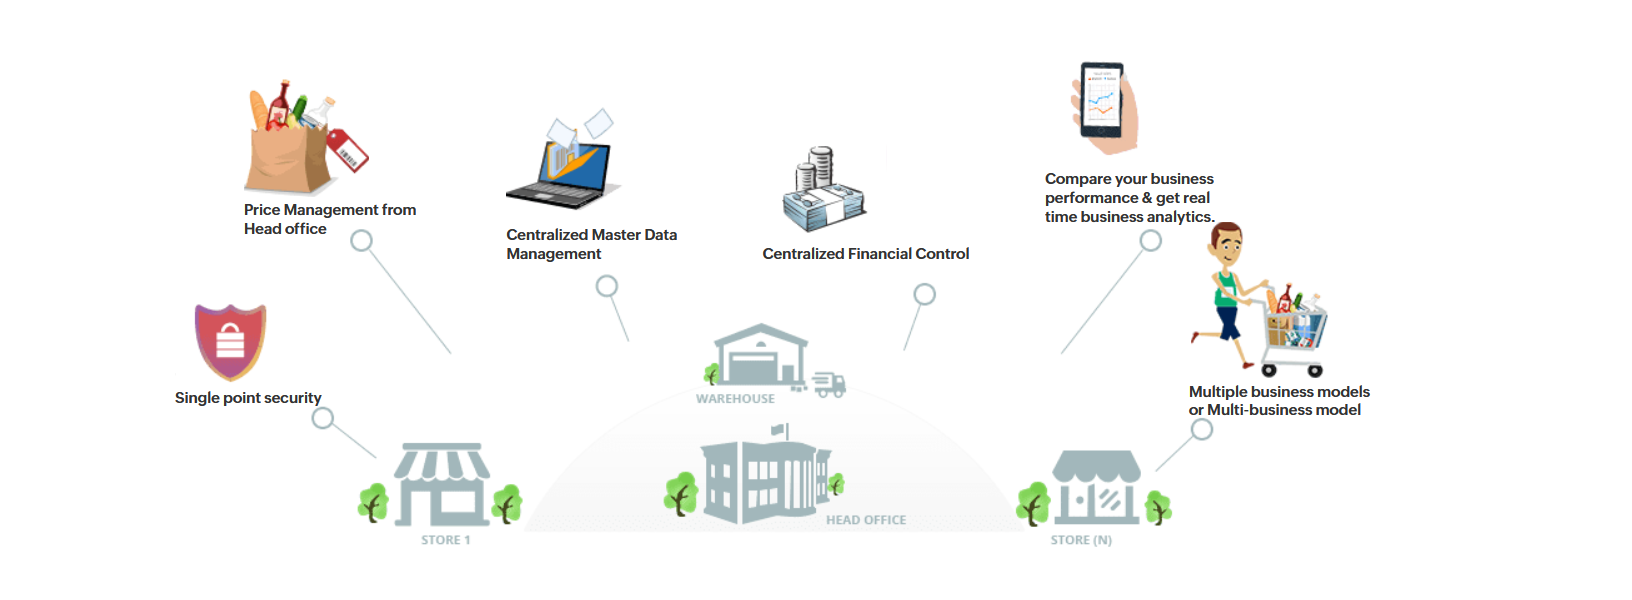 Price Management from
Head office
Centralized Master Data
Management
Centralized Financial Control
Compare your business
performance & get real
time business analytics.
Single point security
Multiple business models
or Multi-business model
WAREHOUSE
HEAD OFFICE
STORE 1
STORE (N)